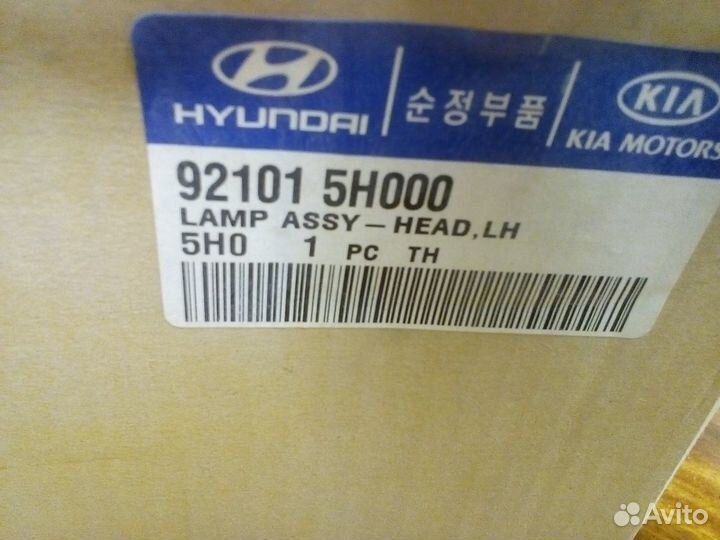 HYUNDAI 순정부품 KIA
KIA MOTORS
92101 5H000
LAMP ASSY-HEAD,LH
5H0 1 PC TH
Avito